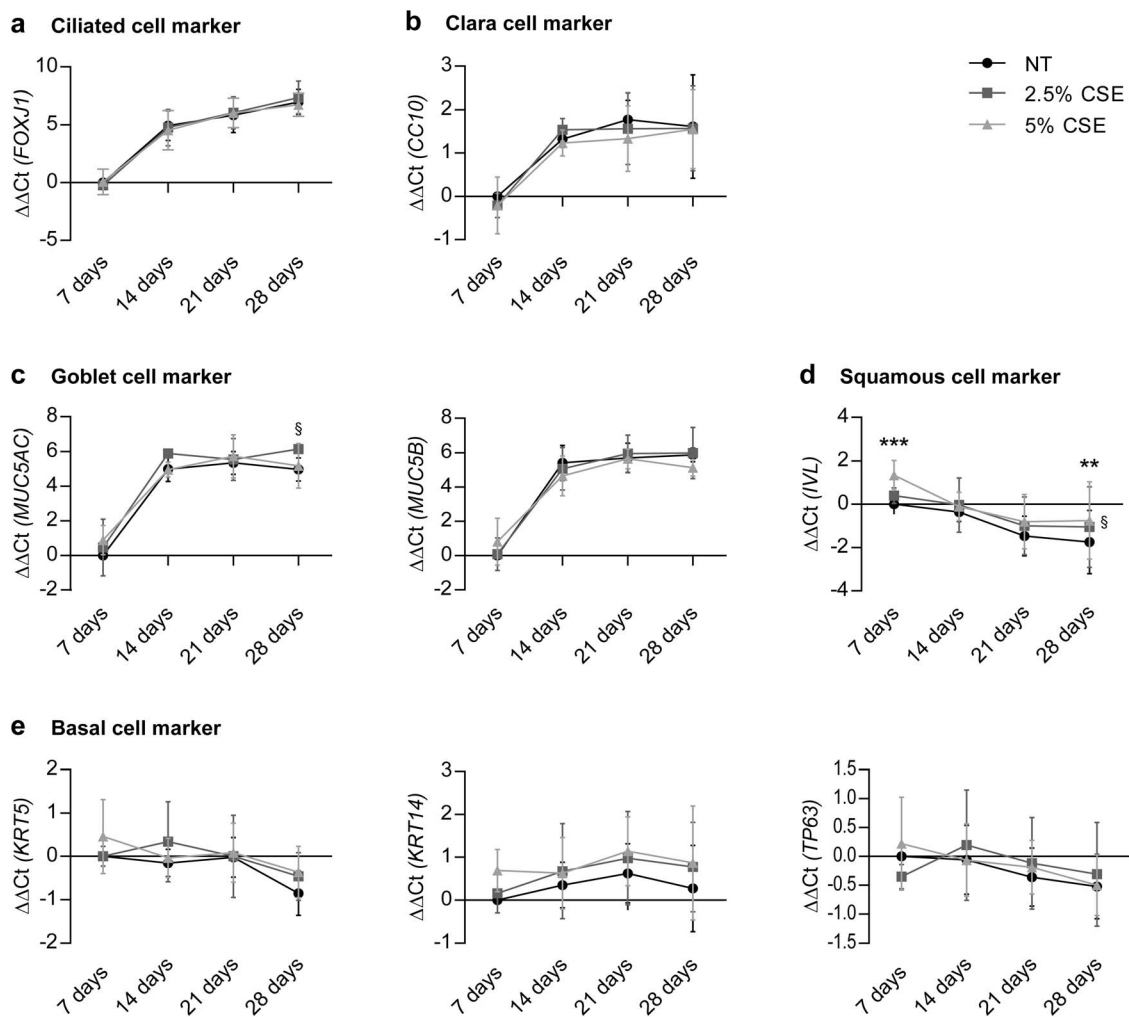 a Ciliated cell marker
ΔΔCt (FOXJ1)
10
5
0
-5
7 days
14 days
21 days
28 days
b Clara cell marker
ΔΔCt (CC10)
3
2
1
0
-1
7 days
14 days
21 days
28 days
NT
2.5% CSE
5% CSE
c Goblet cell marker
ΔΔCt (MUC5AC)
8
6
4
2
0
-2
§
7 days
14 days
21 days
28 days
ΔΔCt (MUC5B)
8
6
4
2
0
-2
7 days
14 days
21 days
28 days
d Squamous cell marker
ΔΔCt (IVL)
4
2
0
-2
-4
***
**
§
7 days
14 days
21 days
28 days
e Basal cell marker
ΔΔCt (KRT5)
2
1
0
-1
-2
7 days
14 days
21 days
28 days
ΔΔCt (KRT14)
3
2
1
0
-1
7 days
14 days
21 days
28 days
ΔΔCt (TP63)
1.5
1.0
0.5
0.0
-0.5
-1.0
-1.5
7 days
14 days
21 days
28 days